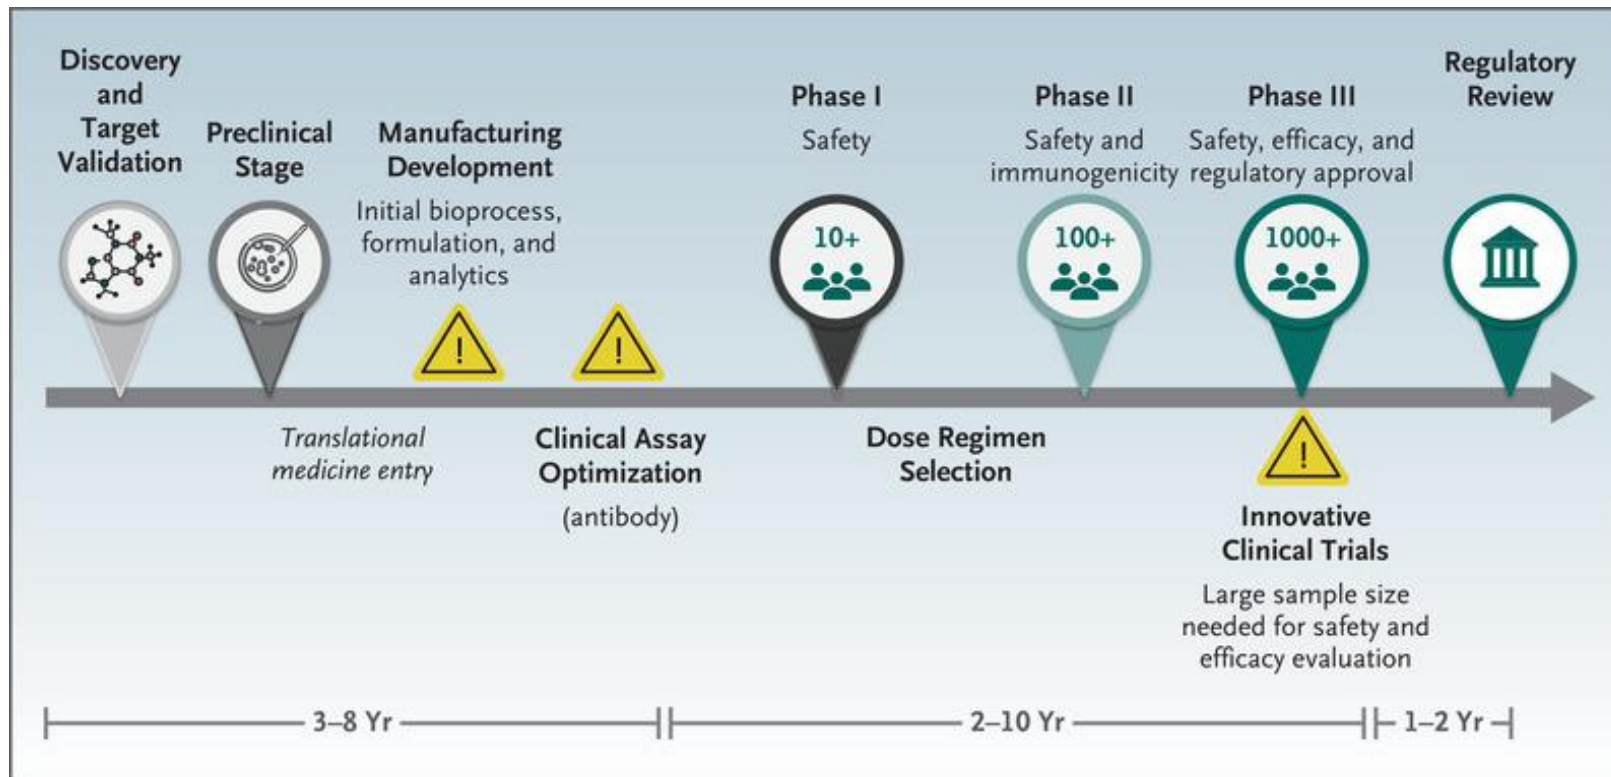 Discovery
and
Target
Validation
Preclinical
Stage
Manufacturing
Development
Initial bioprocess,
formulation, and
analytics
!
Translational
medicine entry
!
Clinical Assay
Optimization
(antibody)
Phase I
Safety
10+
Dose Regimen
Selection
Phase II
Safety and
immunogenicity
100+
Phase III
Safety, efficacy, and
regulatory approval
1000+
!
Innovative
Clinical Trials
Large sample size
needed for safety and
efficacy evaluation
Regulatory
Review
3–8 Yr
2–10 Yr
1–2 Yr